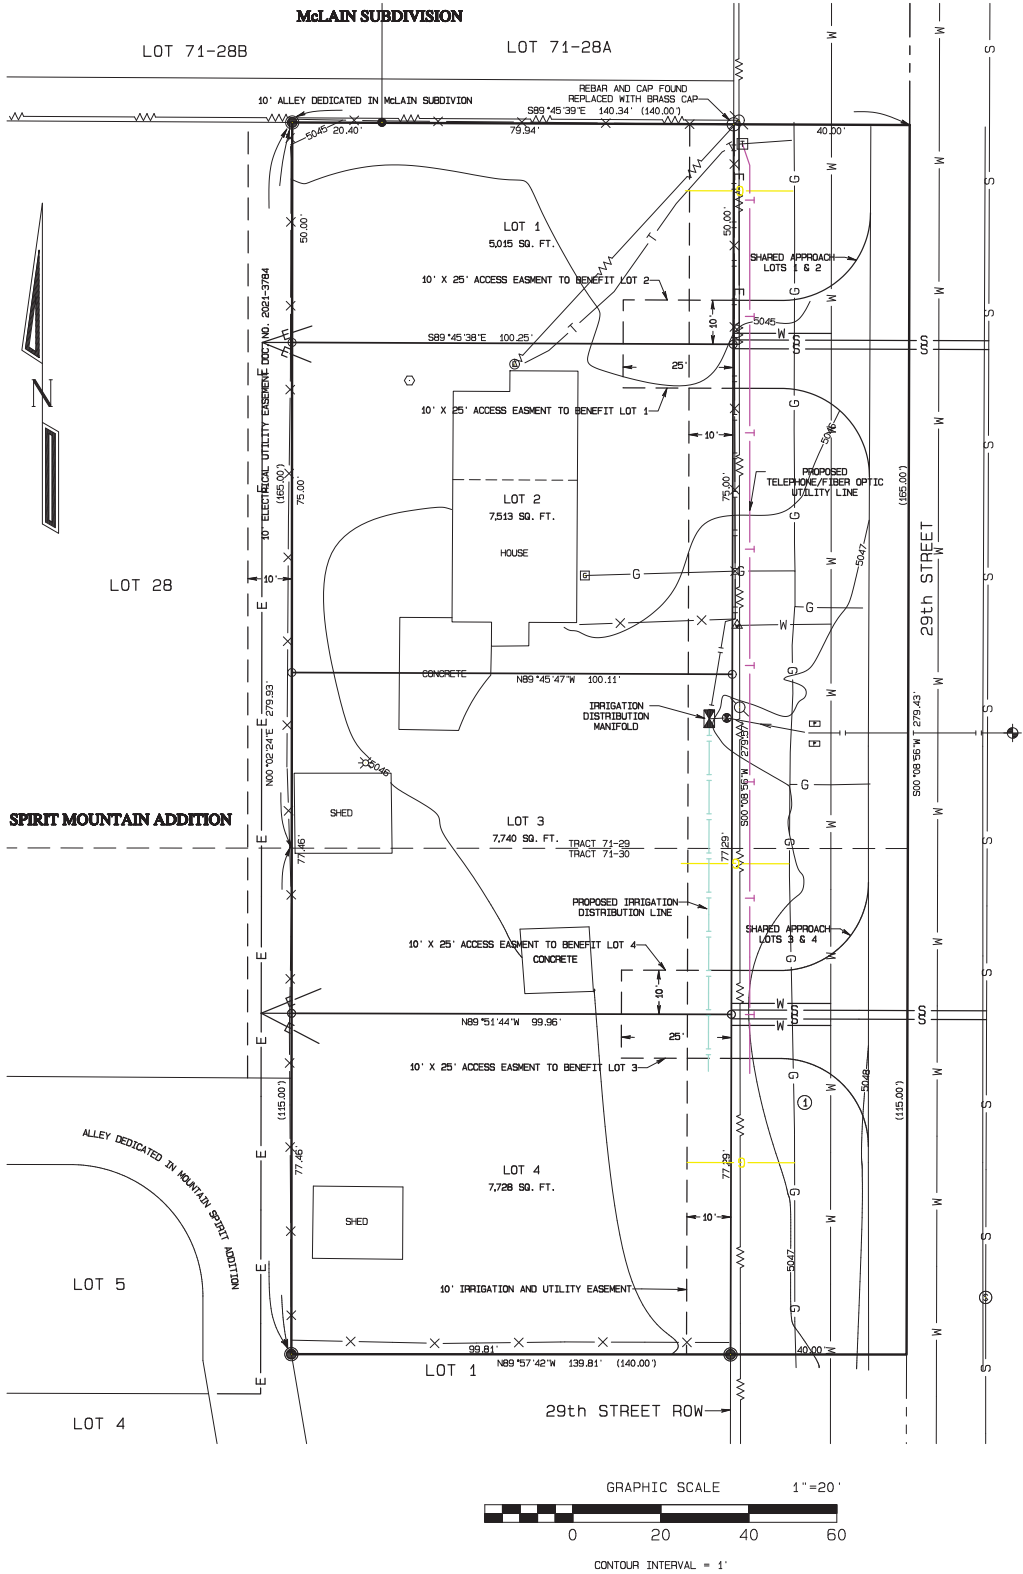 McLAIN SUBDIVISION
LOT 71-28B
LOT 71-28A
REBAR AND CAP FOUND
REPLACED WITH BRASS CAP
10' ALLEY DEDICATED IN McLAIN SUBDIVION
S89°45'39"E 140.34' (140.00')
5045
20.40'
79.94'
40.00'
50.00'
50.00'
LOT 1
5,015 SQ. FT.
SHARED APPROACH
LOTS 1 & 2
10' X 25' ACCESS EASMENT TO BENEFIT LOT 2
10' ELECTRICAL UTILITY EASEMENT DOC. NO. 2021-3784
10'
5045
S89°45'38"E 100.25'
25'
N
10' X 25' ACCESS EASMENT TO BENEFIT LOT 1
10'
5046
(165.00')
75.00'
75.00'
(165.00')
PROPOSED
TELEPHONE/FIBER OPTIC
UTILITY LINE
LOT 2
7,513 SQ. FT.
HOUSE
5047
29th STREET
LOT 28
10'
CONCRETE
N89°45'47"W 100.11'
IRRIGATION
DISTRIBUTION
MANIFOLD
N00°02'24"E 279.93'
S00°08'56"W 279.57'
S00°08'56"W 279.43'
5046
SHED
SPIRIT MOUNTAIN ADDITION
LOT 3
7,740 SQ. FT.
TRACT 71-29
TRACT 71-30
77.46'
77.29'
PROPOSED IRRIGATION
DISTRIBUTION LINE
SHARED APPROACH
LOTS 3 & 4
10' X 25' ACCESS EASMENT TO BENEFIT LOT 4
CONCRETE
10'
N89°51'44"W 99.96'
25'
10' X 25' ACCESS EASMENT TO BENEFIT LOT 3
5048
(115.00')
(115.00')
1
ALLEY DEDICATED IN MOUNTAIN SPIRIT ADDITION
77.46'
77.29'
LOT 4
7,728 SQ. FT.
SHED
10'
5047
LOT 5
10' IRRIGATION AND UTILITY EASEMENT
S
99.81'
40.00'
N89°57'42"W 139.81' (140.00')
LOT 1
29th STREET ROW
LOT 4
GRAPHIC SCALE 1"=20'
0 20 40 60
CONTOUR INTERVAL = 1'